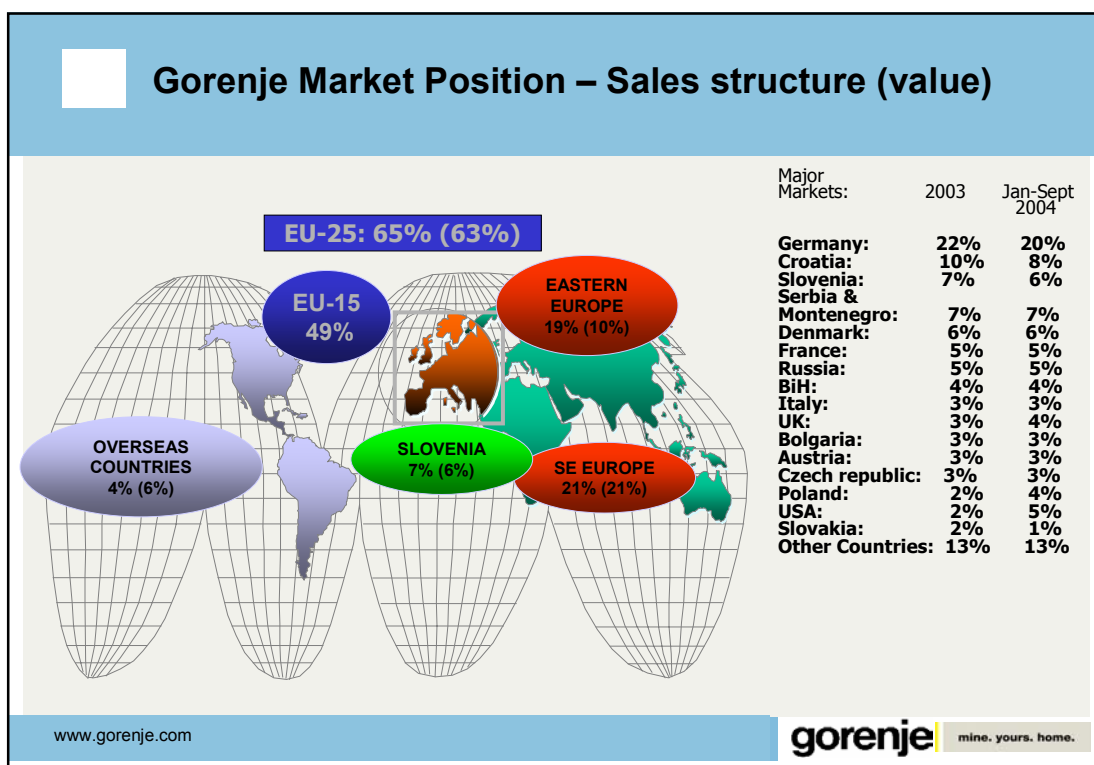 Gorenje Market Position – Sales structure (value)
EU-25: 65% (63%)
EU-15
49%
EASTERN
EUROPE
19% (10%)
OVERSEAS
COUNTRIES
4% (6%)
SLOVENIA
7% (6%)
SE EUROPE
21% (21%)
Major
Markets: 2003 Jan-Sept
2004
Germany: 22% 20%
Croatia: 10% 8%
Slovenia: 7% 6%
Serbia &
Montenegro: 7% 7%
Denmark: 6% 6%
France: 5% 5%
Russia: 5% 5%
BiH: 4% 4%
Italy: 3% 3%
UK: 3% 4%
Bolgaria: 3% 3%
Austria: 3% 3%
Czech republic: 3% 3%
Poland: 2% 4%
USA: 2% 5%
Slovakia: 2% 1%
Other Countries: 13% 13%
www.gorenje.com
gorenje mine. yours. home.